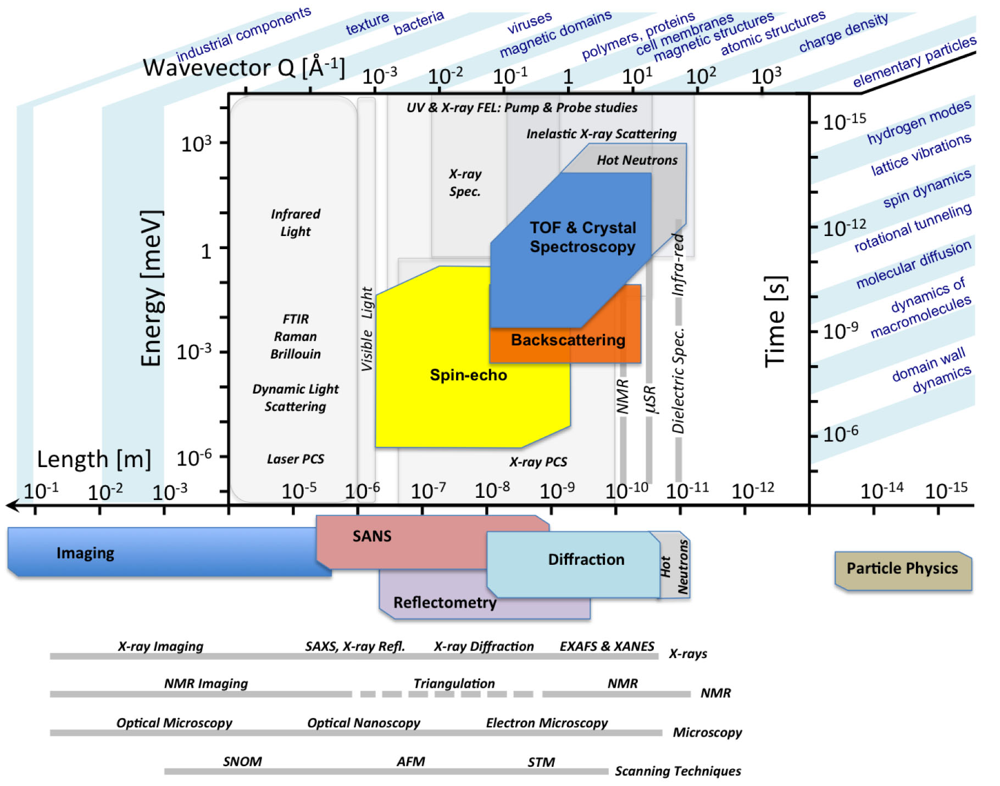 industrial components
texture
bacteria
viruses
magnetic domains
polymers, proteins
cell membranes
magnetic structures
atomic structures
charge density
elementary particles
Wavevector Q [Å-1]
10-3 10-2 10-1 1 101 102 103
UV & X-ray FEL: Pump & Probe studies
Inelastic X-ray Scattering
Hot Neutrons
X-ray
Spec.
Infrared
Light
TOF & Crystal
Spectroscopy
FTIR
Raman
Brillouin
Visible Light
Backscattering
Spin-echo
Dynamic Light
Scattering
Laser PCS
X-ray PCS
NMR
µSR
Dielectric Spec. Infra-red
Energy [meV]
103
1
10-3
10-6
Time [s]
10-15
10-12
10-9
10-6
hydrogen modes
lattice vibrations
spin dynamics
rotational tunneling
molecular diffusion
dynamics of
macromolecules
domain wall
dynamics
Length [m]
10-1 10-2 10-3 10-5 10-6 10-7 10-8 10-9 10-10 10-11 10-12 10-14 10-15
Imaging
SANS
Diffraction
Hot
Neutrons
Reflectometry
Particle Physics
X-ray Imaging SAXS, X-ray Refl. X-ray Diffraction EXAFS & XANES X-rays
NMR Imaging Triangulation NMR NMR
Optical Microscopy Optical Nanoscopy Electron Microscopy Microscopy
SNOM AFM STM Scanning Techniques